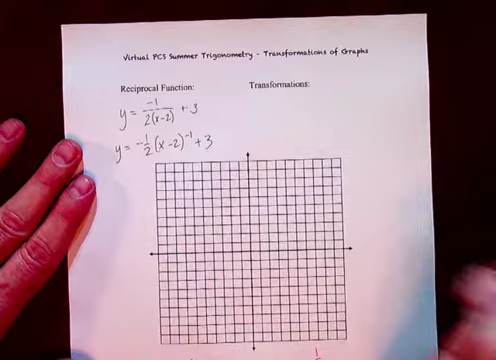 Virtual PCS Summer Trigonometry - Transformations of Graphs
Reciprocal Function: Transformations:
y = -1/2(x-2) + 3
y = -1/2 (x-2)⁻¹ + 3